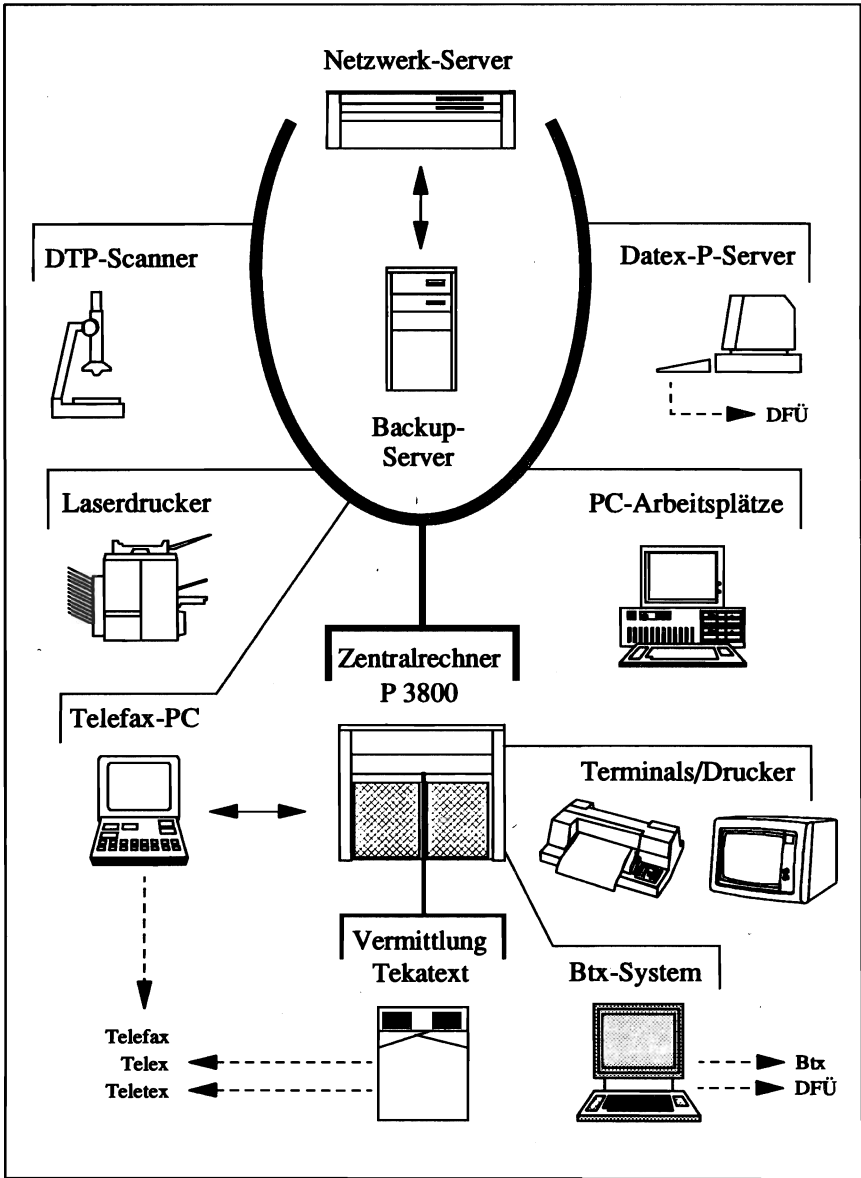 Netzwerk-Server
DTP-Scanner
Datex-P-Server
DFÜ
Backup-
Server
Laserdrucker
PC-Arbeitsplätze
Zentralrechner
P 3800
Telefax-PC
Terminals/Drucker
Vermittlung
Tekatext
Btx-System
Telefax
Telex
Teletex
Btx
DFÜ